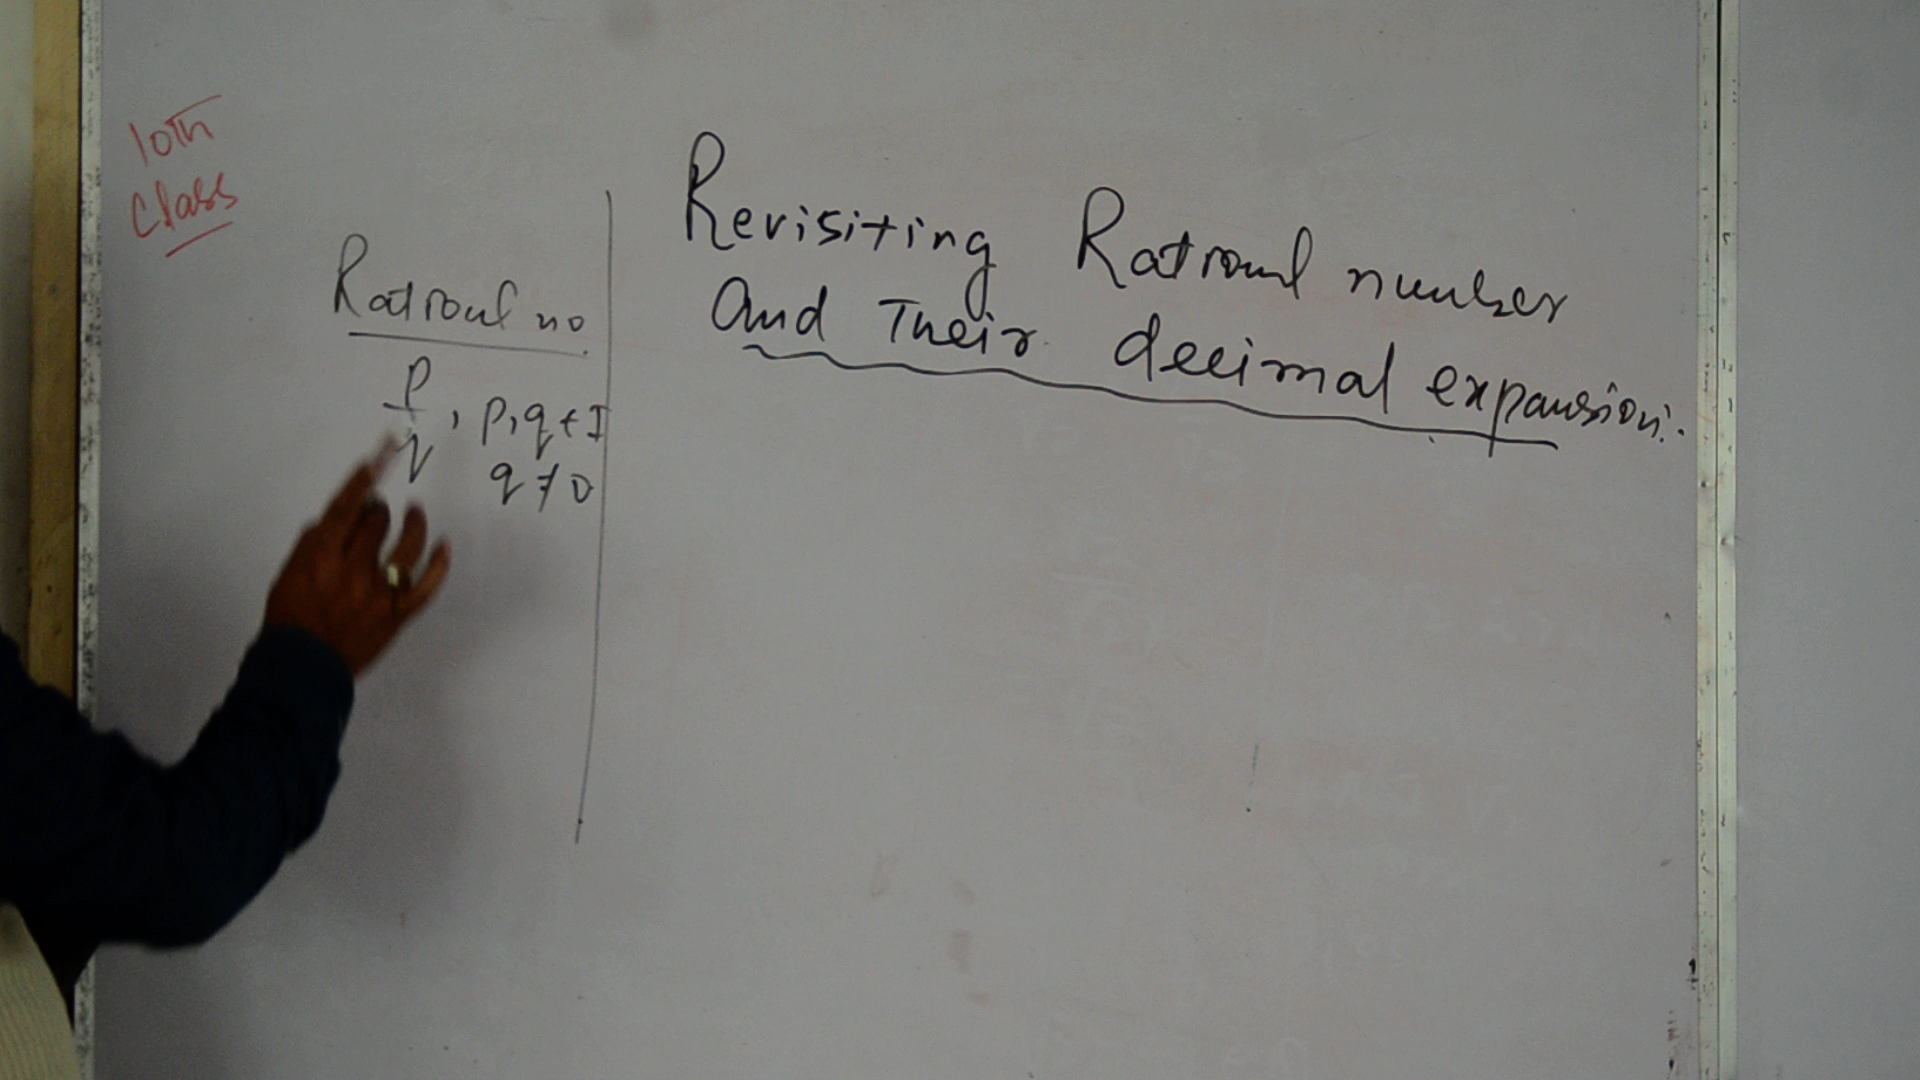 10th
Class
Rational no
p/q, p,q ∈ I
q ≠ 0
Revisiting Rational number
And Their decimal expansion:-